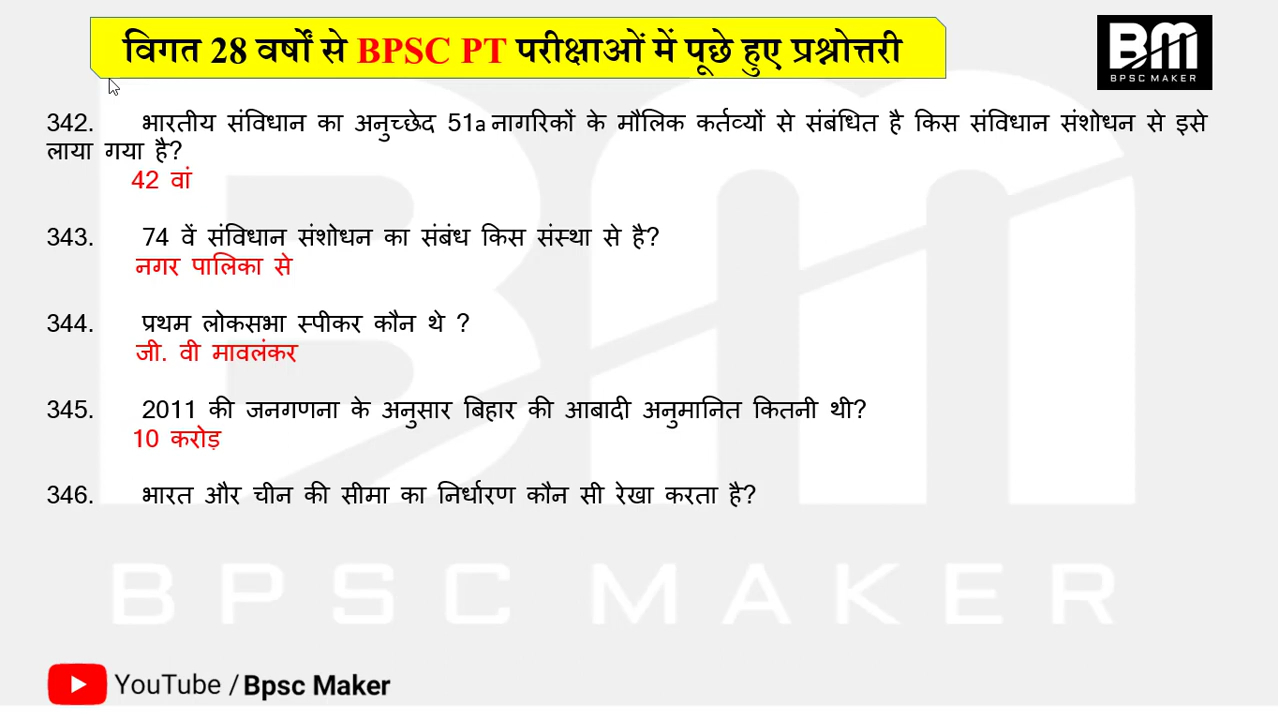 विगत 28 वर्षों से BPSC PT परीक्षाओं में पूछे हुए प्रश्नोत्तरी
BM
BPSC MAKER
342. भारतीय संविधान का अनुच्छेद 51a नागरिकों के मौलिक कर्तव्यों से संबंधित है किस संविधान संशोधन से इसे
लाया गया है?
42 वां
343. 74 वें संविधान संशोधन का संबंध किस संस्था से है?
नगर पालिका से
344. प्रथम लोकसभा स्पीकर कौन थे ?
जी. वी मावलंकर
345. 2011 की जनगणना के अनुसार बिहार की आबादी अनुमानित कितनी थी?
10 करोड़
346. भारत और चीन की सीमा का निर्धारण कौन सी रेखा करता है?
BPSC MAKER
YouTube / Bpsc Maker